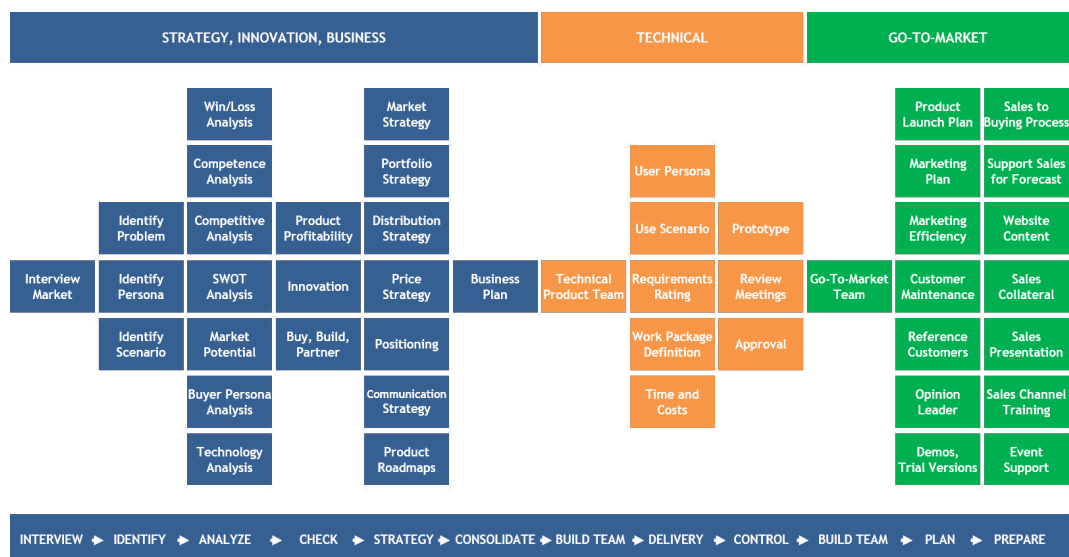 STRATEGY, INNOVATION, BUSINESS
TECHNICAL
GO-TO-MARKET
Interview
Market
Identify
Problem
Identify
Persona
Identify
Scenario
Win/Loss
Analysis
Competence
Analysis
Competitive
Analysis
SWOT
Analysis
Market
Potential
Buyer Persona
Analysis
Technology
Analysis
Product
Profitability
Innovation
Buy, Build,
Partner
Market
Strategy
Portfolio
Strategy
Distribution
Strategy
Price
Strategy
Positioning
Communication
Strategy
Product
Roadmaps
Business
Plan
Technical
Product Team
User Persona
Use Scenario
Requirements
Rating
Work Package
Definition
Time and
Costs
Prototype
Review
Meetings
Approval
Go-To-Market
Team
Product
Launch Plan
Marketing
Plan
Marketing
Efficiency
Customer
Maintenance
Reference
Customers
Opinion
Leader
Demos,
Trial Versions
Sales to
Buying Process
Support Sales
for Forecast
Website
Content
Sales
Collateral
Sales
Presentation
Sales Channel
Training
Event
Support
INTERVIEW
IDENTIFY
ANALYZE
CHECK
STRATEGY
CONSOLIDATE
BUILD TEAM
DELIVERY
CONTROL
BUILD TEAM
PLAN
PREPARE